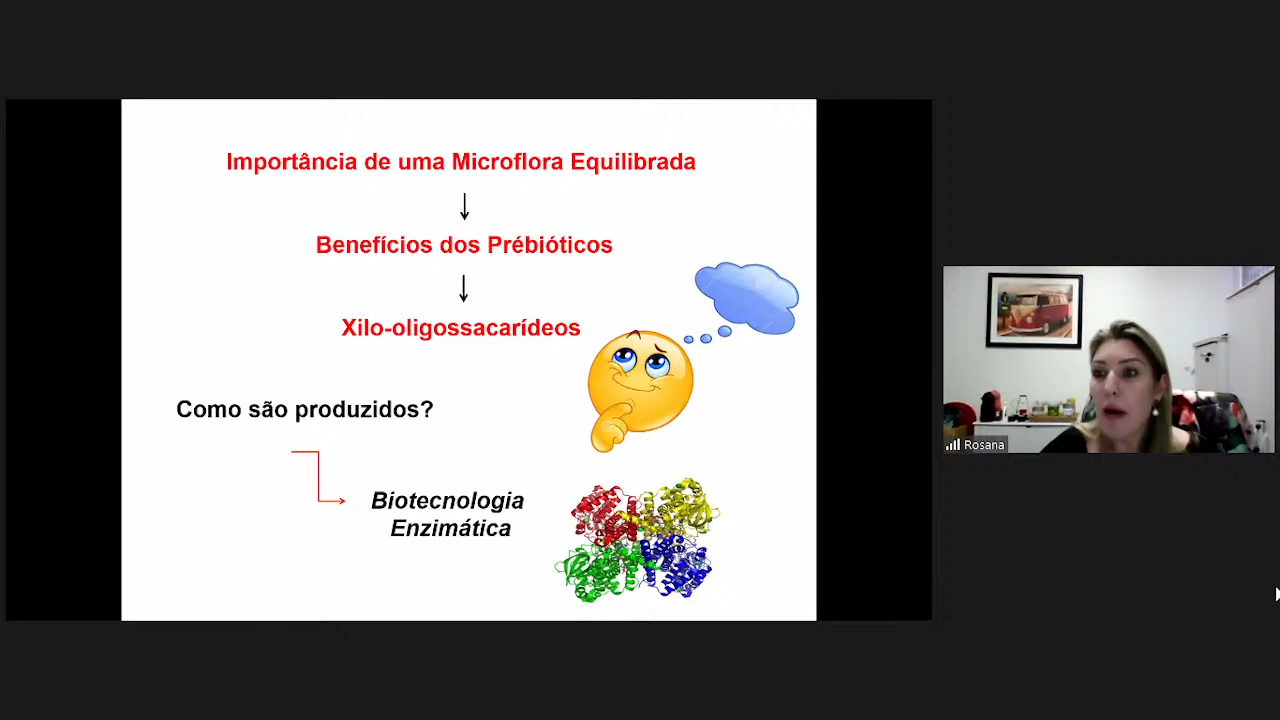 Importância de uma Microflora Equilibrada
Benefícios dos Prébióticos
Xilo-oligossacarídeos
Como são produzidos?
Biotecnologia
Enzimática
Rosana